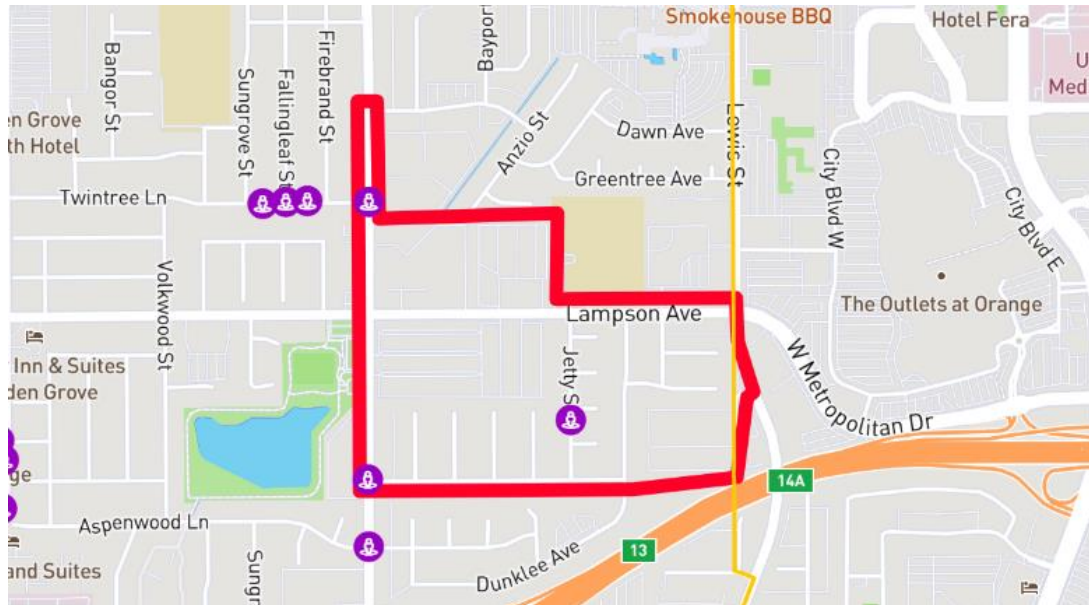 Smokehouse BBQ
Hotel Fera
U
Med
Bangor St
Firebrand St
Baypor
Sungrove St
Fallingleaf St
en Grove
th Hotel
Anzio St
Dawn Ave
Lewis St
Greentree Ave
City Blvd W
City Blvd E
Twintree Ln
Volkwood St
The Outlets at Orange
Lampson Ave
Inn & Suites
den Grove
Jetty S
W Metropolitan Dr
ge
14A
Aspenwood Ln
13
Dunklee Ave
Sungr
and Suites